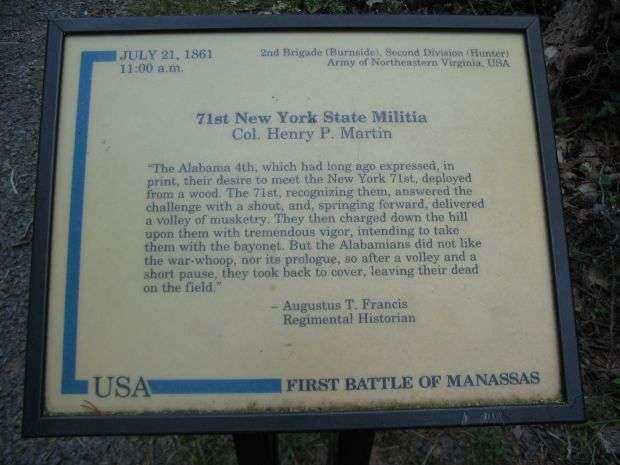 JULY 21, 1861
11:00 a.m.
2nd Brigade (Burnside), Second Division (Hunter)
Army of Northeastern Virginia, USA
71st New York State Militia
Col. Henry P. Martin
"The Alabama 4th, which had long ago expressed, in
print, their desire to meet the New York 71st, deployed
from a wood. The 71st, recognizing them, answered the
challenge with a shout, and, springing forward, delivered
a volley of musketry. They then charged down the hill
upon them with tremendous vigor, intending to take
them with the bayonet. But the Alabamians did not like
the war-whoop, nor its prologue, so after a volley and a
short pause, they took back to cover, leaving their dead
on the field."
– Augustus T. Francis
Regimental Historian
USA
FIRST BATTLE OF MANASSAS